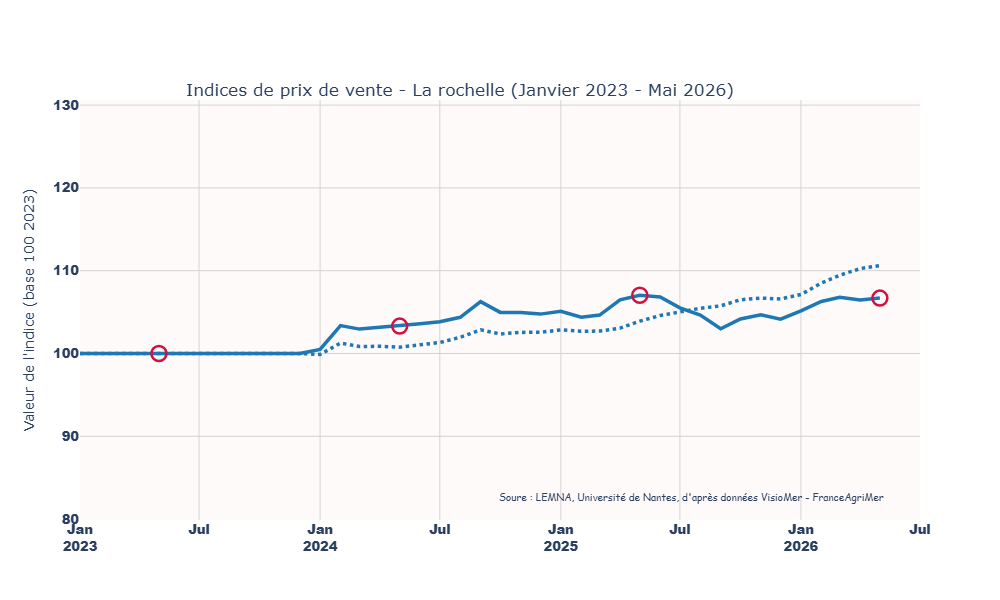 Indices de prix de vente - La rochelle (Janvier 2023 - Mai 2026)
Valeur de l'indice (base 100 2023)
130
120
110
100
90
80
Soure : LEMNA, Université de Nantes, d'après données VisioMer - FranceAgriMer
Jan Jul Jan Jul Jan Jul Jan Jul
2023 2024 2025 2026